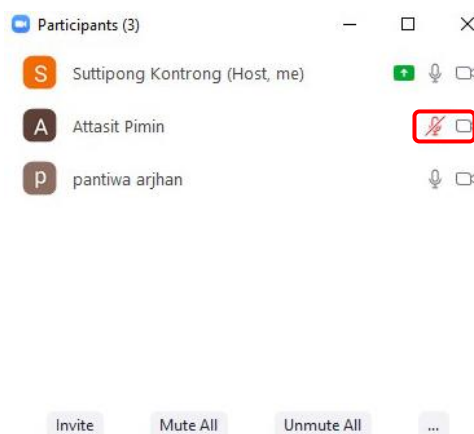 Participants (3)
S Suttipong Kontrong (Host, me)
A Attasit Pimin
p pantiwa arjhan
Invite Mute All Unmute All ...